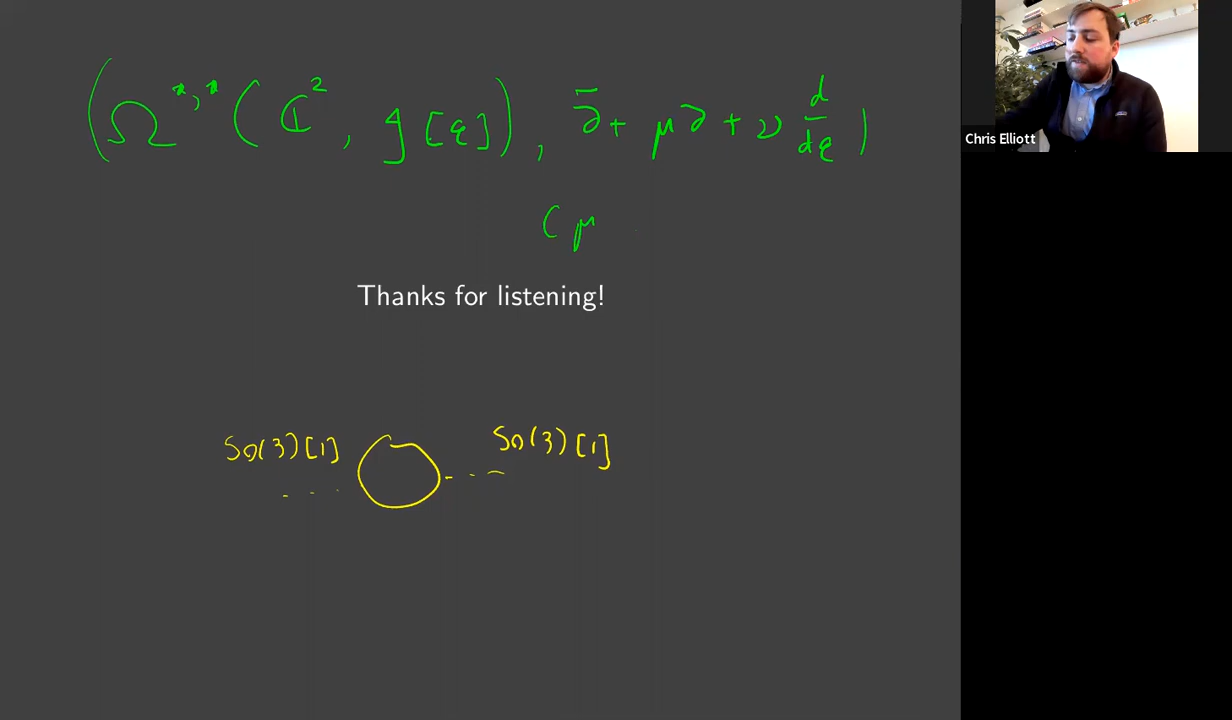 (Ω^{*,*}(ℂ², 𝔤[ε]), ∂̄ + μ∂ + ν d/dε)
(μ
Thanks for listening!
SO(3)[1] SO(3)[1]
Chris Elliott